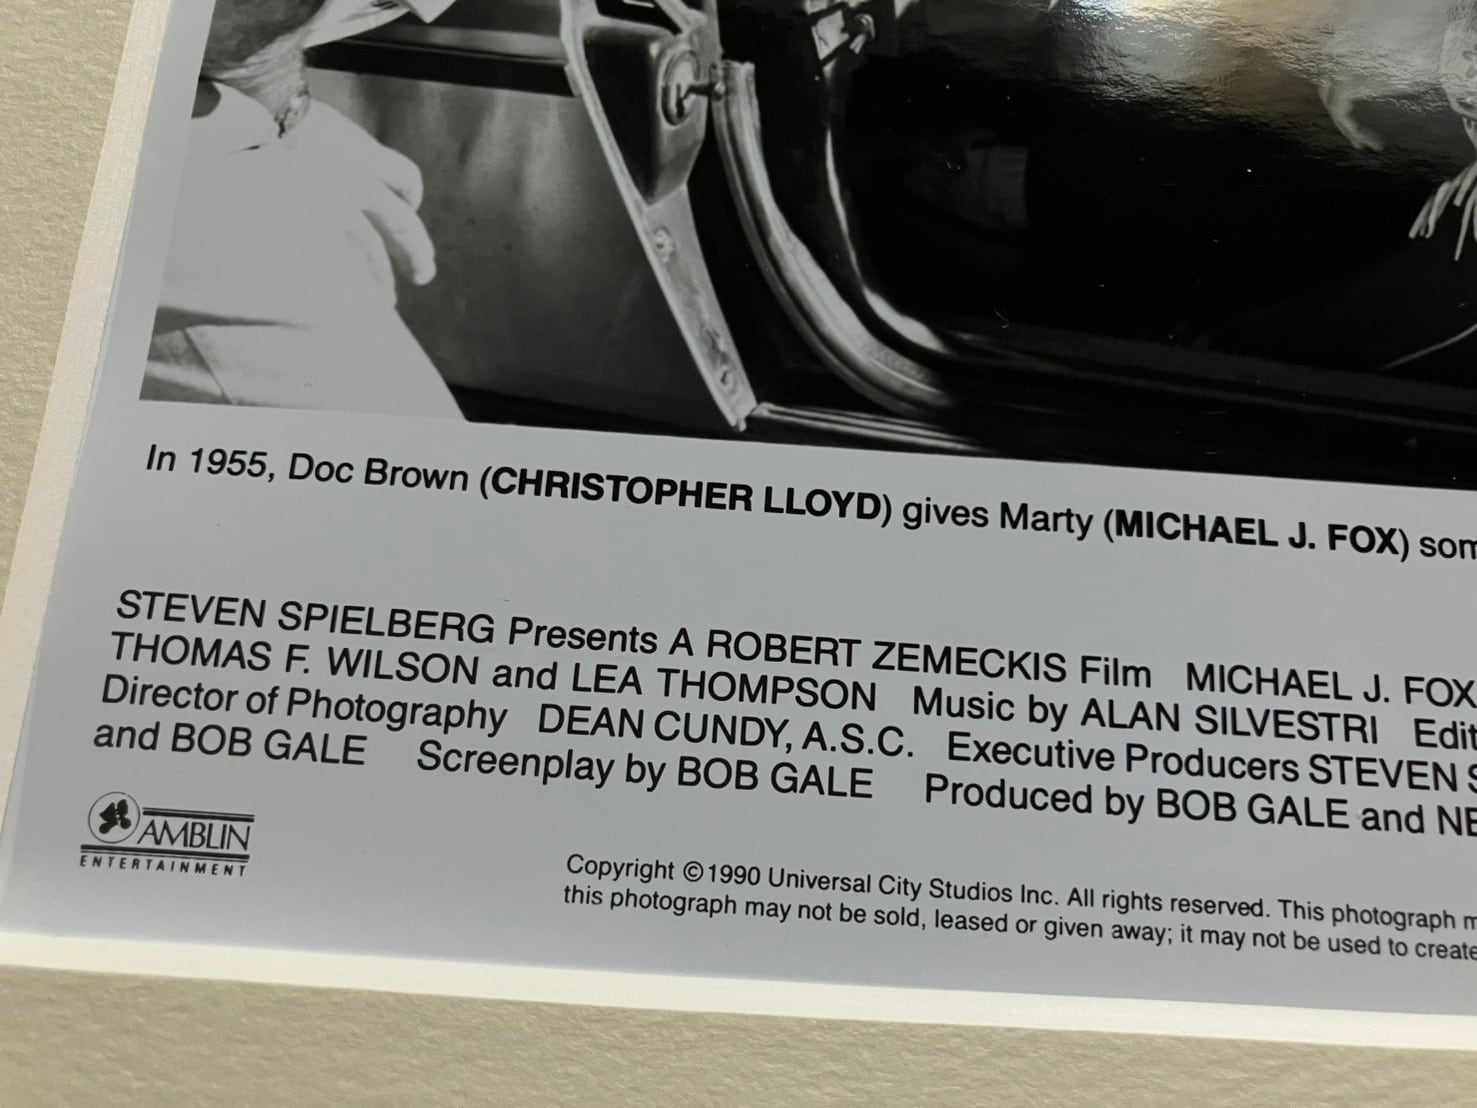 In 1955, Doc Brown (CHRISTOPHER LLOYD) gives Marty (MICHAEL J. FOX)
STEVEN SPIELBERG Presents A ROBERT ZEMECKIS Film MICHAEL J. FOX
THOMAS F. WILSON and LEA THOMPSON Music by ALAN SILVESTRI
Director of Photography DEAN CUNDY, A.S.C. Executive Producers STEVEN
and BOB GALE Screenplay by BOB GALE Produced by BOB GALE and
AMBLIN
ENTERTAINMENT
Copyright ©1990 Universal City Studios Inc. All rights reserved. This photograph
this photograph may not be sold, leased or given away; it may not be used to create